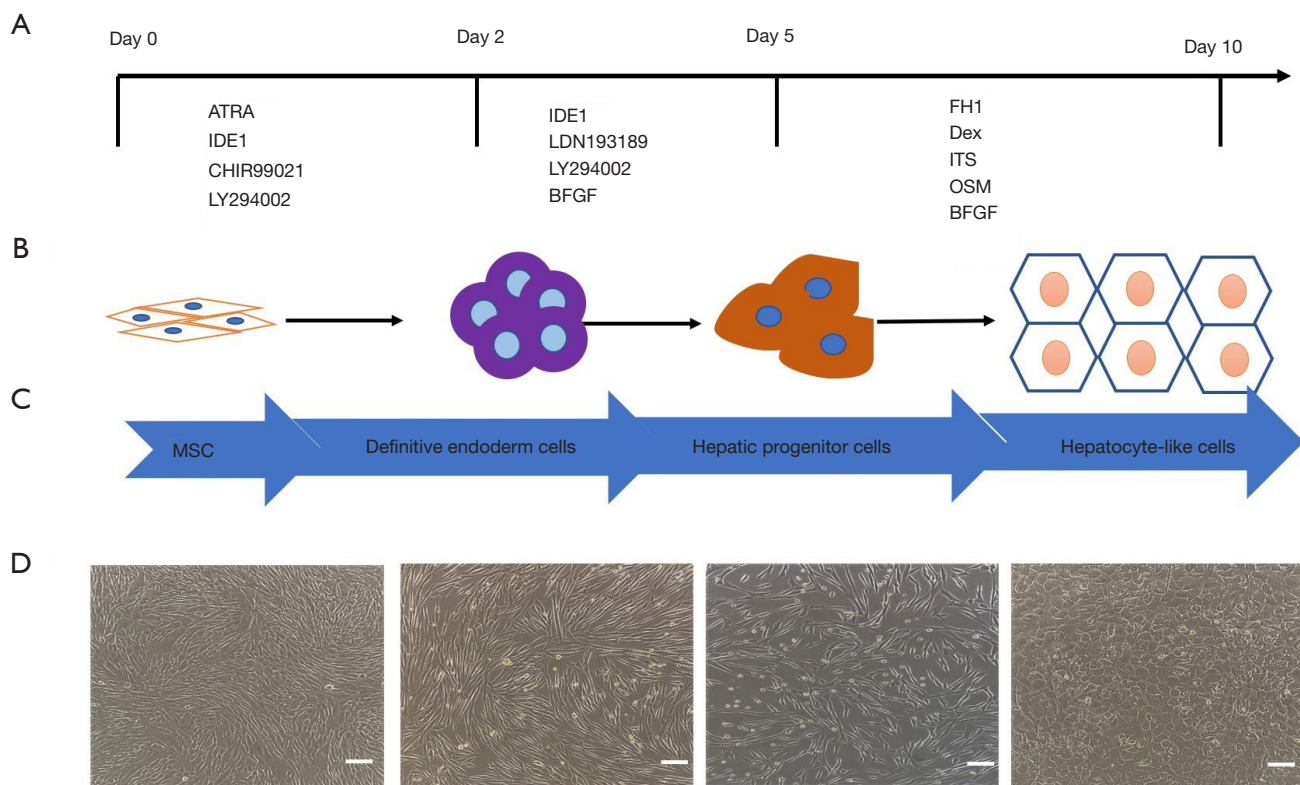 A
Day 0
Day 2
Day 5
Day 10
ATRA
IDE1
CHIR99021
LY294002
IDE1
LDN193189
LY294002
BFGF
FH1
Dex
ITS
OSM
BFGF
B
C
MSC
Definitive endoderm cells
Hepatic progenitor cells
Hepatocyte-like cells
D